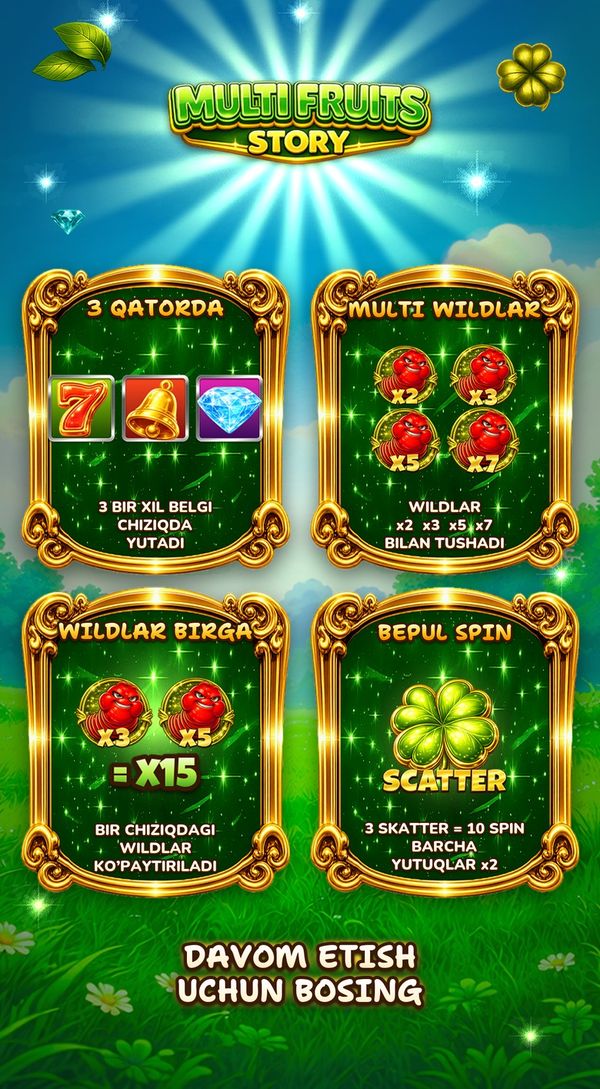 MULTI FRUITS
STORY
3 QATORDA
7
3 BIR XIL BELGI
CHIZIQDA
YUTADI
MULTI WILDLAR
x2 x3
x5 x7
WILDLAR
x2 x3 x5 x7
BILAN TUSHADI
WILDLAR BIRGA
x3 x5
= X15
BIR CHIZIQDAGI
WILDLAR
KO'PAYTIRILADI
BEPUL SPIN
SCATTER
3 SKATTER = 10 SPIN
BARCHA
YUTUQLAR x2
DAVOM ETISH
UCHUN BOSING